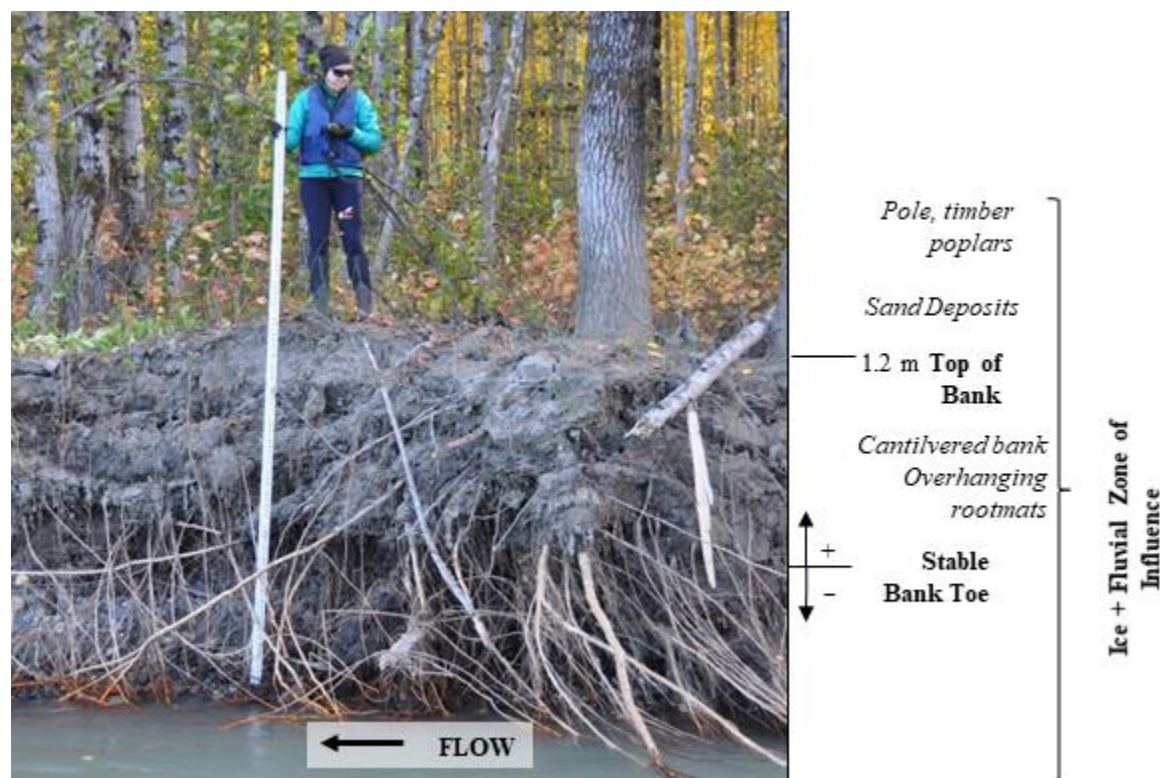 Pole, timber
poplars
Sand Deposits
1.2 m Top of
Bank
Cantilvered bank
Overhanging
rootmats
+
Stable
–
Bank Toe
Ice + Fluvial Zone of
Influence
FLOW